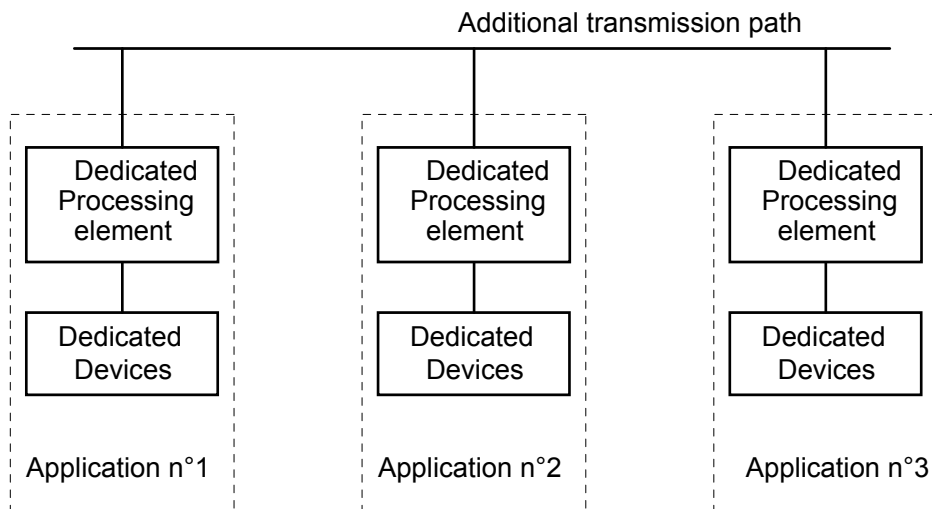 Additional transmission path
Dedicated
Processing
element
Dedicated
Devices
Application n°1
Dedicated
Processing
element
Dedicated
Devices
Application n°2
Dedicated
Processing
element
Dedicated
Devices
Application n°3